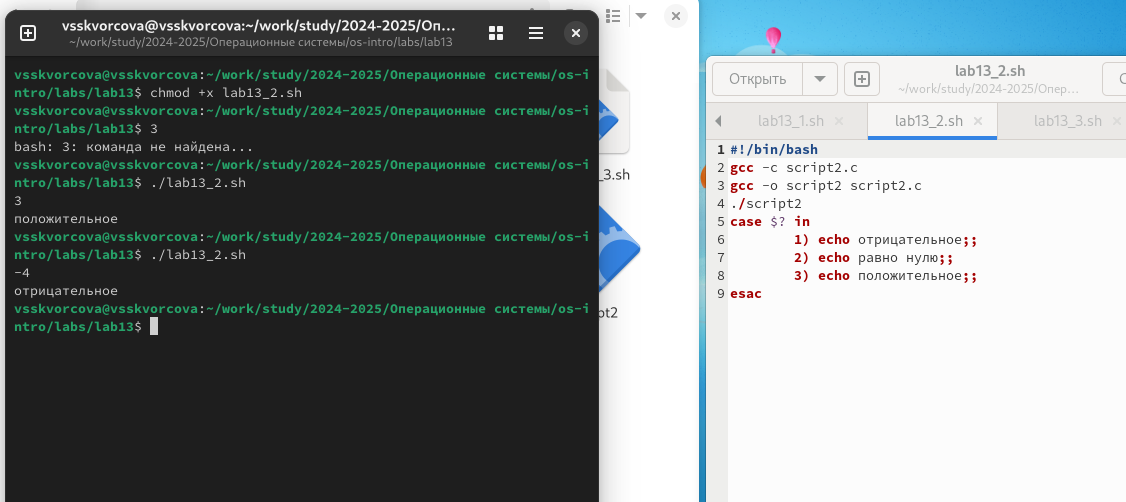 vsskvorcova@vsskvorcova:~/work/study/2024-2025/Оп...
~/work/study/2024-2025/Операционные системы/os-intro/labs/lab13
vsskvorcova@vsskvorcova:~/work/study/2024-2025/Операционные системы/os-i
ntro/labs/lab13$ chmod +x lab13_2.sh
vsskvorcova@vsskvorcova:~/work/study/2024-2025/Операционные системы/os-i
ntro/labs/lab13$ 3
bash: 3: команда не найдена...
vsskvorcova@vsskvorcova:~/work/study/2024-2025/Операционные системы/os-i
ntro/labs/lab13$ ./lab13_2.sh
3
положительное
vsskvorcova@vsskvorcova:~/work/study/2024-2025/Операционные системы/os-i
ntro/labs/lab13$ ./lab13_2.sh
-4
отрицательное
vsskvorcova@vsskvorcova:~/work/study/2024-2025/Операционные системы/os-i
ntro/labs/lab13$
_3.sh
pt2
Открыть
lab13_2.sh
~/work/study/2024-2025/Опер...
lab13_1.sh
lab13_2.sh
lab13_3.sh
1 #!/bin/bash
2 gcc -c script2.c
3 gcc -o script2 script2.c
4 ./script2
5 case $? in
6 1) echo отрицательное;;
7 2) echo равно нулю;;
8 3) echo положительное;;
9 esac